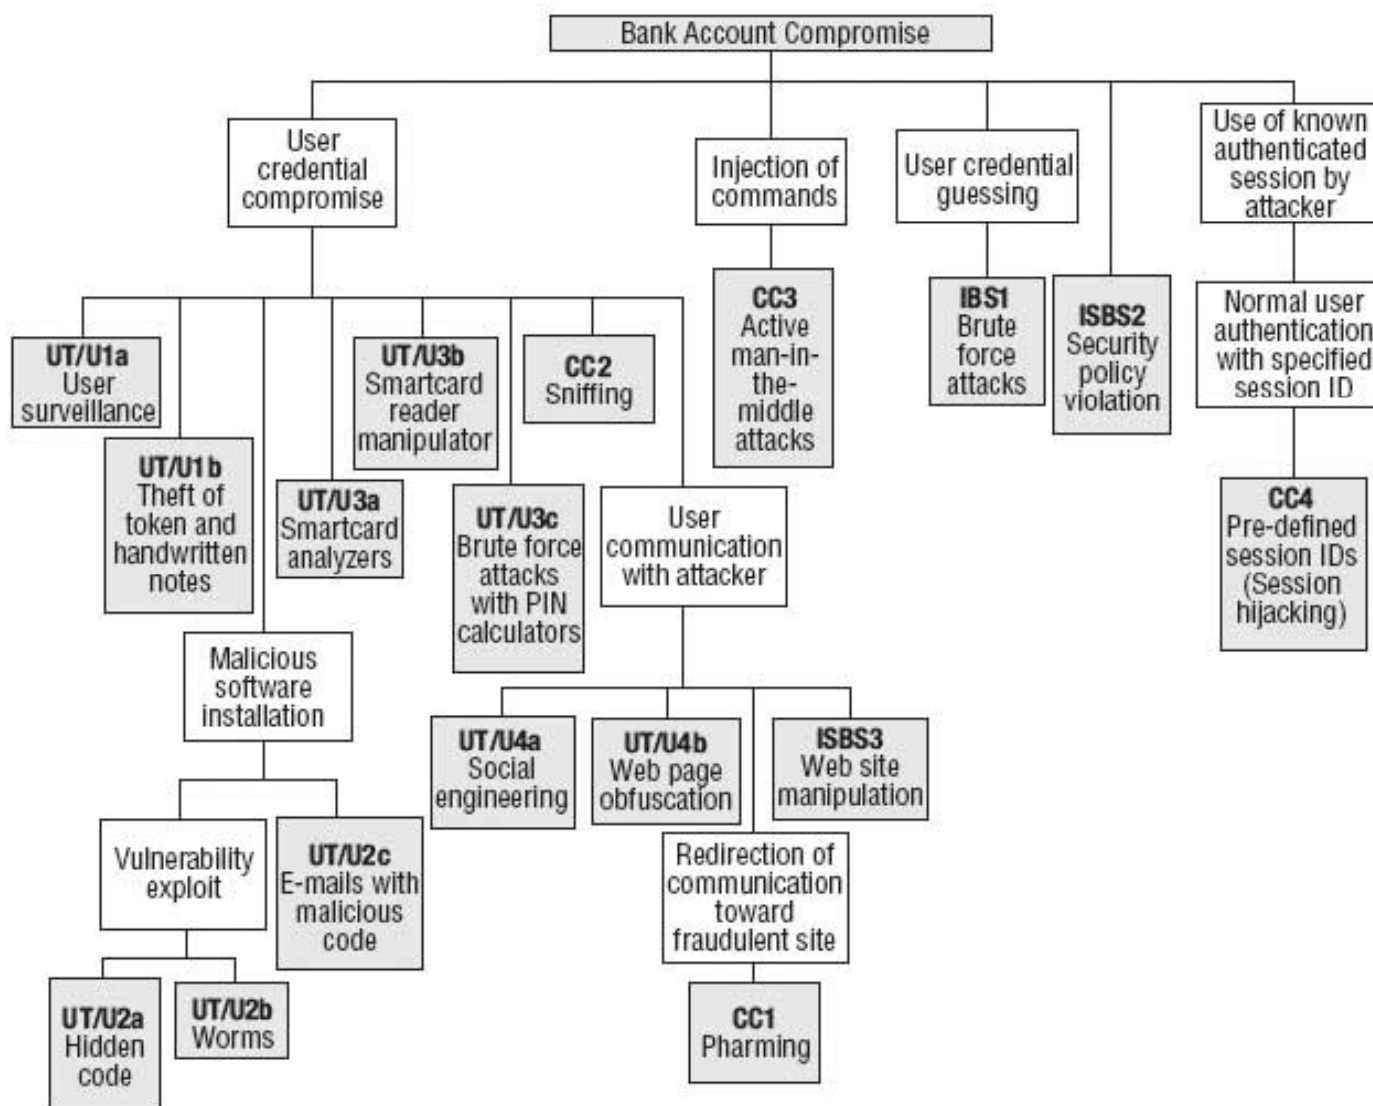 Bank Account Compromise
User
credential
compromise
Injection of
commands
User credential
guessing
Use of known
authenticated
session by
attacker
UT/U1a
User
surveillance
UT/U1b
Theft of
token and
handwritten
notes
UT/U3a
Smartcard
analyzers
UT/U3b
Smartcard
reader
manipulator
UT/U3c
Brute force
attacks
with PIN
calculators
CC2
Sniffing
User
communication
with attacker
CC3
Active
man-in-
the-
middle
attacks
IBS1
Brute
force
attacks
ISBS2
Security
policy
violation
Normal user
authentication
with specified
session ID
CC4
Pre-defined
session IDs
(Session
hijacking)
Malicious
software
installation
UT/U4a
Social
engineering
UT/U4b
Web page
obfuscation
ISBS3
Web site
manipulation
Vulnerability
exploit
UT/U2c
E-mails with
malicious
code
Redirection of
communication
toward
fraudulent site
UT/U2a
Hidden
code
UT/U2b
Worms
CC1
Pharming